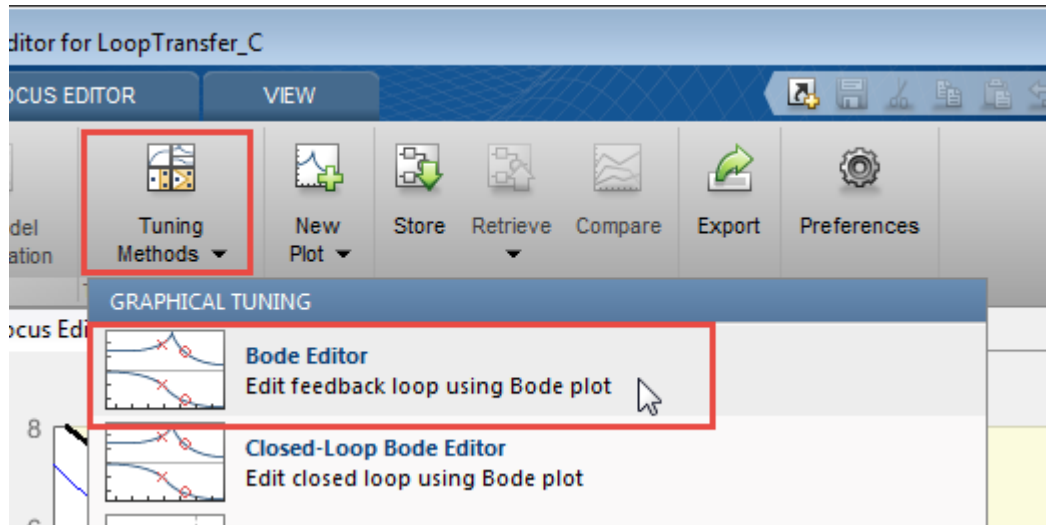 ditor for LoopTransfer_C
OCUS EDITOR VIEW
del
ation
Tuning
Methods
New
Plot
Store
Retrieve
Compare
Export
Preferences
GRAPHICAL TUNING
ocus Edi
Bode Editor
Edit feedback loop using Bode plot
8
Closed-Loop Bode Editor
Edit closed loop using Bode plot